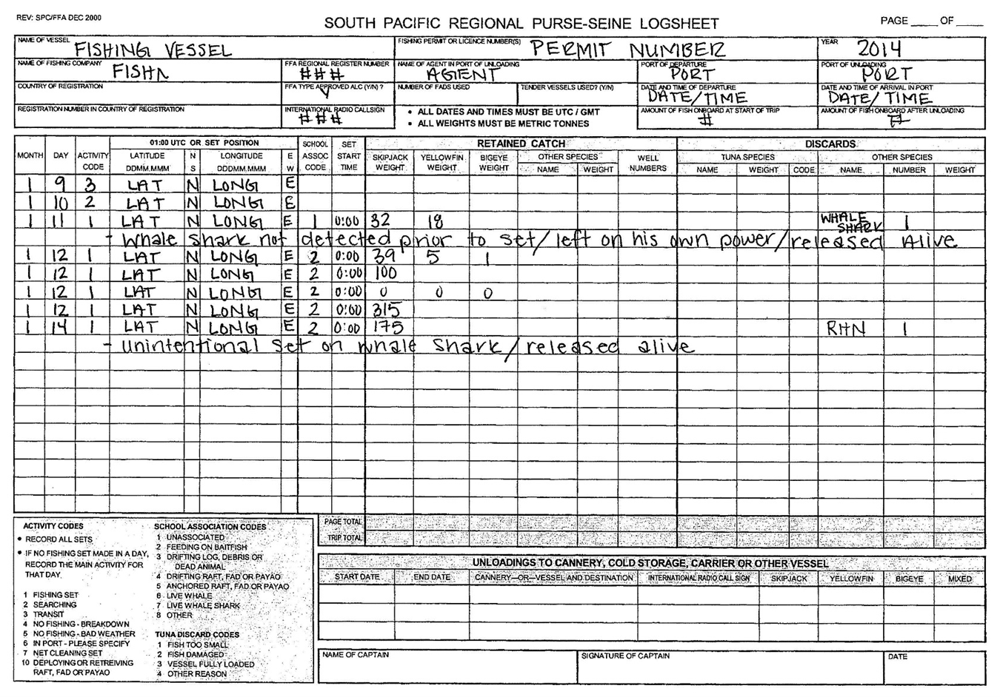 REV: SPC/FFA DEC 2000
SOUTH PACIFIC REGIONAL PURSE-SEINE LOGSHEET
PAGE ____ OF ____
NAME OF VESSEL FISHING VESSEL FISHING PERMIT OR LICENCE NUMBER(S) PERMIT NUMBER YEAR 2014
NAME OF FISHING COMPANY FISHN FFA REGIONAL REGISTER NUMBER ### NAME OF AGENT IN PORT OF UNLOADING AGENT PORT OF DEPARTURE PORT PORT OF UNLOADING PORT
COUNTRY OF REGISTRATION FFA TYPE APPROVED ALC (Y/N) ? Y NUMBER OF FADS USED TENDER VESSELS USED? (Y/N) DATE AND TIME OF DEPARTURE DATE/TIME DATE AND TIME OF ARRIVAL IN PORT DATE/TIME
REGISTRATION NUMBER IN COUNTRY OF REGISTRATION INTERNATIONAL RADIO CALLSIGN ### • ALL DATES AND TIMES MUST BE UTC / GMT AMOUNT OF FISH ONBOARD AT START OF TRIP # AMOUNT OF FISH ONBOARD AFTER UNLOADING #
• ALL WEIGHTS MUST BE METRIC TONNES
01:00 UTC OR SET POSITION RETAINED CATCH DISCARDS
MONTH DAY ACTIVITY CODE LATITUDE DDMM.MMM N S LONGITUDE DDDMM.MMM E W SCHOOL ASSOC CODE SET START TIME SKIPJACK WEIGHT YELLOWFIN WEIGHT BIGEYE WEIGHT OTHER SPECIES NAME WEIGHT WELL NUMBERS TUNA SPECIES NAME WEIGHT CODE OTHER SPECIES NAME NUMBER WEIGHT
1 9 3 LAT N LONG E
1 10 2 LAT N LONG E
1 11 1 LAT N LONG E 1 0:00 32 18 WHALE SHARK 1
- Whale shark not detected prior to set/left on his own power/released Alive
1 12 1 LAT N LONG E 2 0:00 39 5 1
1 12 1 LAT N LONG E 2 0:00 100
1 12 1 LAT N LONG E 2 0:00 0 0 0
1 12 1 LAT N LONG E 2 0:00 315
1 14 1 LAT N LONG E 2 0:00 175 RHN 1
- unintentional set on whale shark/released alive
PAGE TOTAL
TRIP TOTAL
ACTIVITY CODES
• RECORD ALL SETS
• IF NO FISHING SET MADE IN A DAY,
RECORD THE MAIN ACTIVITY FOR
THAT DAY.
1 FISHING SET
2 SEARCHING
3 TRANSIT
4 NO FISHING - BREAKDOWN
5 NO FISHING - BAD WEATHER
6 IN PORT - PLEASE SPECIFY
7 NET CLEANING SET
10 DEPLOYING OR RETREIVING
RAFT, FAD OR PAYAO
SCHOOL ASSOCIATION CODES
1 UNASSOCIATED
2 FEEDING ON BAITFISH
3 DRIFTING LOG, DEBRIS OR
DEAD ANIMAL
4 DRIFTING RAFT, FAD OR PAYAO
5 ANCHORED RAFT, FAD OR PAYAO
6 LIVE WHALE
7 LIVE WHALE SHARK
8 OTHER
TUNA DISCARD CODES
1 FISH TOO SMALL
2 FISH DAMAGED
3 VESSEL FULLY LOADED
4 OTHER REASON
UNLOADINGS TO CANNERY, COLD STORAGE, CARRIER OR OTHER VESSEL
START DATE END DATE CANNERY—OR—VESSEL AND DESTINATION INTERNATIONAL RADIO CALL SIGN SKIPJACK YELLOWFIN BIGEYE MIXED
NAME OF CAPTAIN SIGNATURE OF CAPTAIN DATE